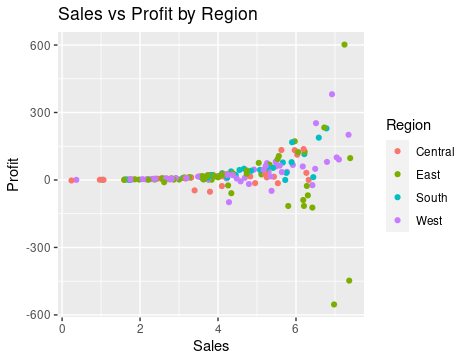 Sales vs Profit by Region
Profit
600
300
0
-300
-600
0 2 4 6
Sales
Region
Central
East
South
West